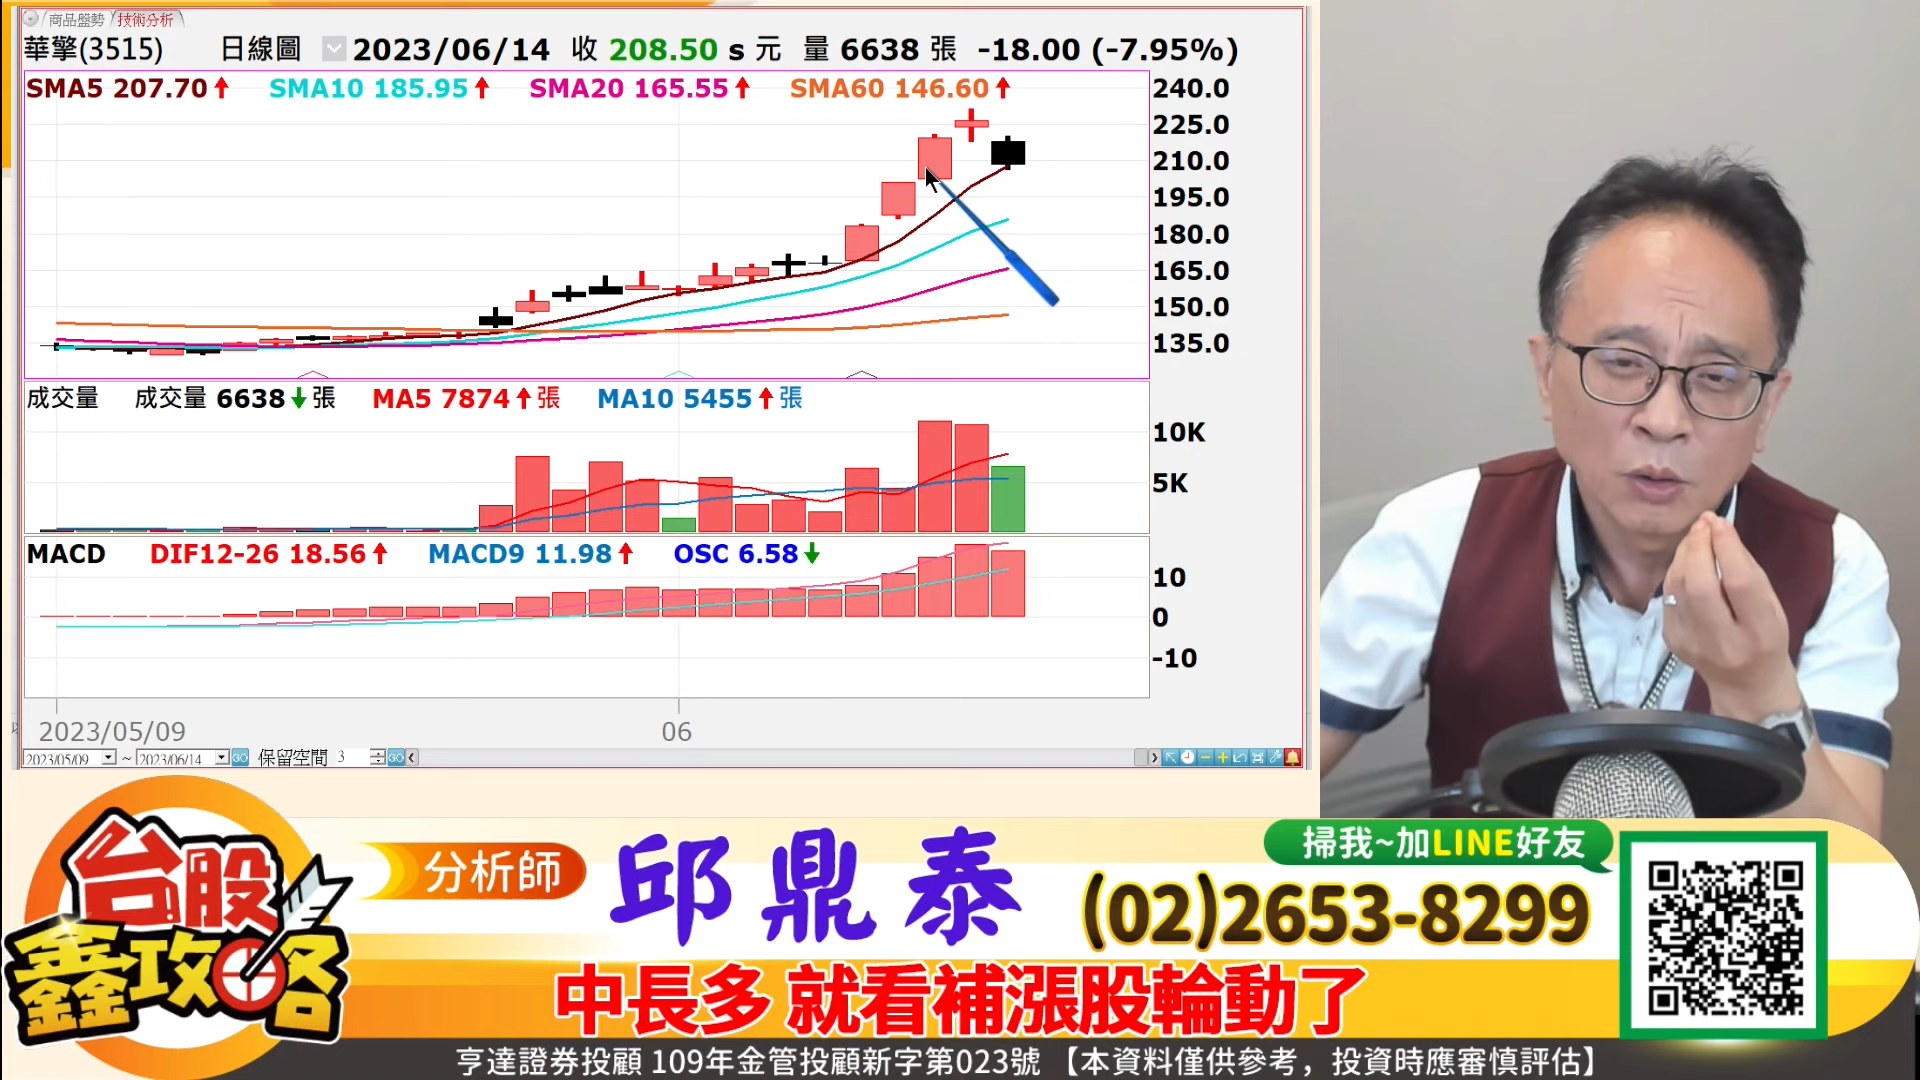 商品盤勢 技術分析
華擎(3515) 日線圖 2023/06/14 收 208.50 s 元 量 6638 張 -18.00 (-7.95%)
SMA5 207.70 SMA10 185.95 SMA20 165.55 SMA60 146.60
240.0
225.0
210.0
195.0
180.0
165.0
150.0
135.0
成交量 成交量 6638 張 MA5 7874 張 MA10 5455 張
10K
5K
MACD DIF12-26 18.56 MACD9 11.98 OSC 6.58
10
0
-10
2023/05/09 06
2023/05/09 ~ 2023/06/14 GO 保留空間 3 GO
台股鑫攻略
分析師 邱鼎泰
掃我~加LINE好友
(02)2653-8299
中長多 就看補漲股輪動了
亨達證券投顧 109年金管投顧新字第023號 【本資料僅供參考，投資時應審慎評估】